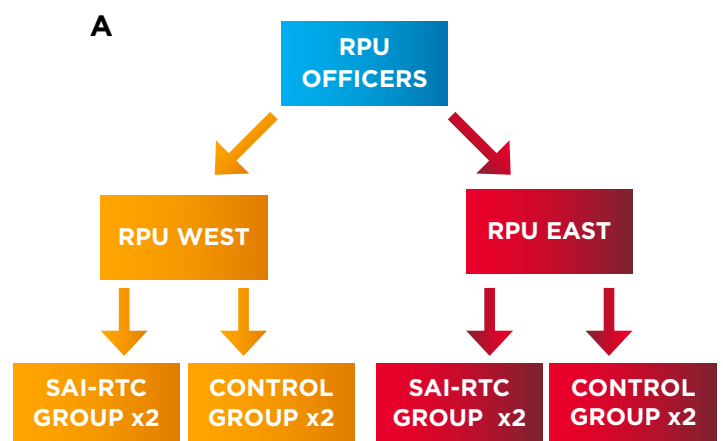 A
RPU
OFFICERS
RPU WEST
RPU EAST
SAI-RTC
GROUP x2
CONTROL
GROUP x2
SAI-RTC
GROUP x2
CONTROL
GROUP x2